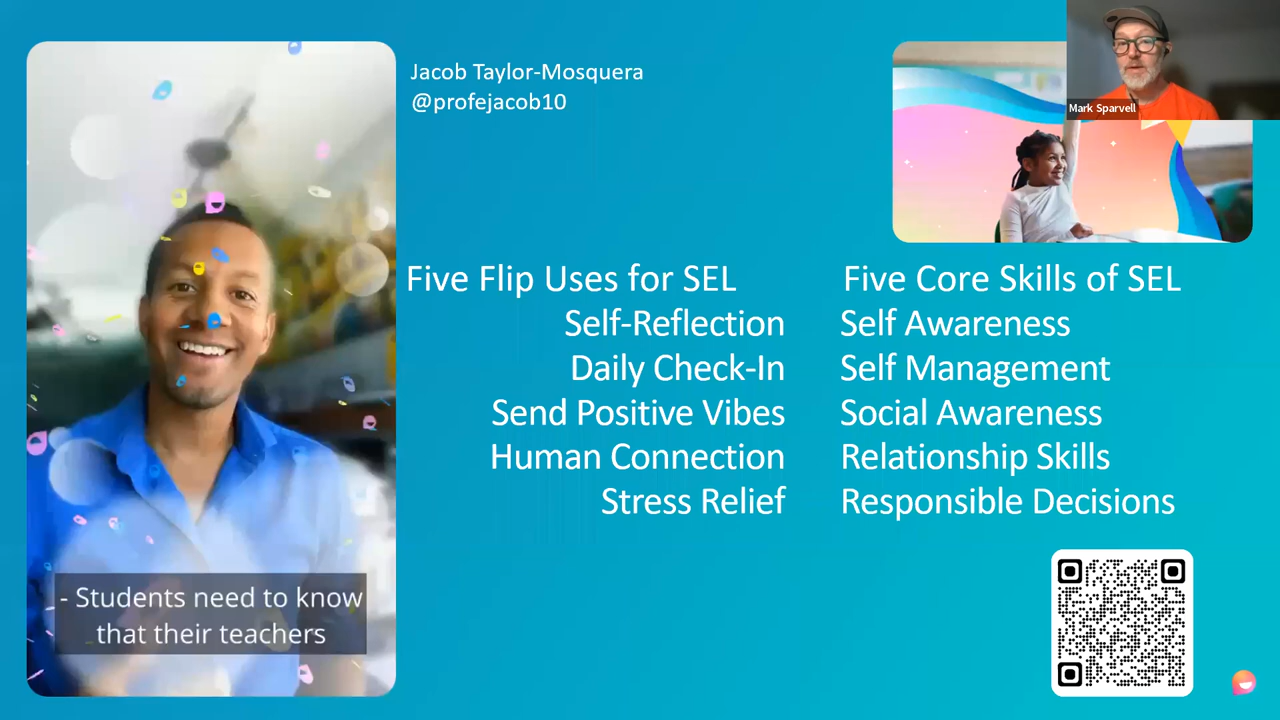 Jacob Taylor-Mosquera
@profejacob10
Mark Sparvell
Five Flip Uses for SEL
Self-Reflection
Daily Check-In
Send Positive Vibes
Human Connection
Stress Relief
Five Core Skills of SEL
Self Awareness
Self Management
Social Awareness
Relationship Skills
Responsible Decisions
- Students need to know
that their teachers